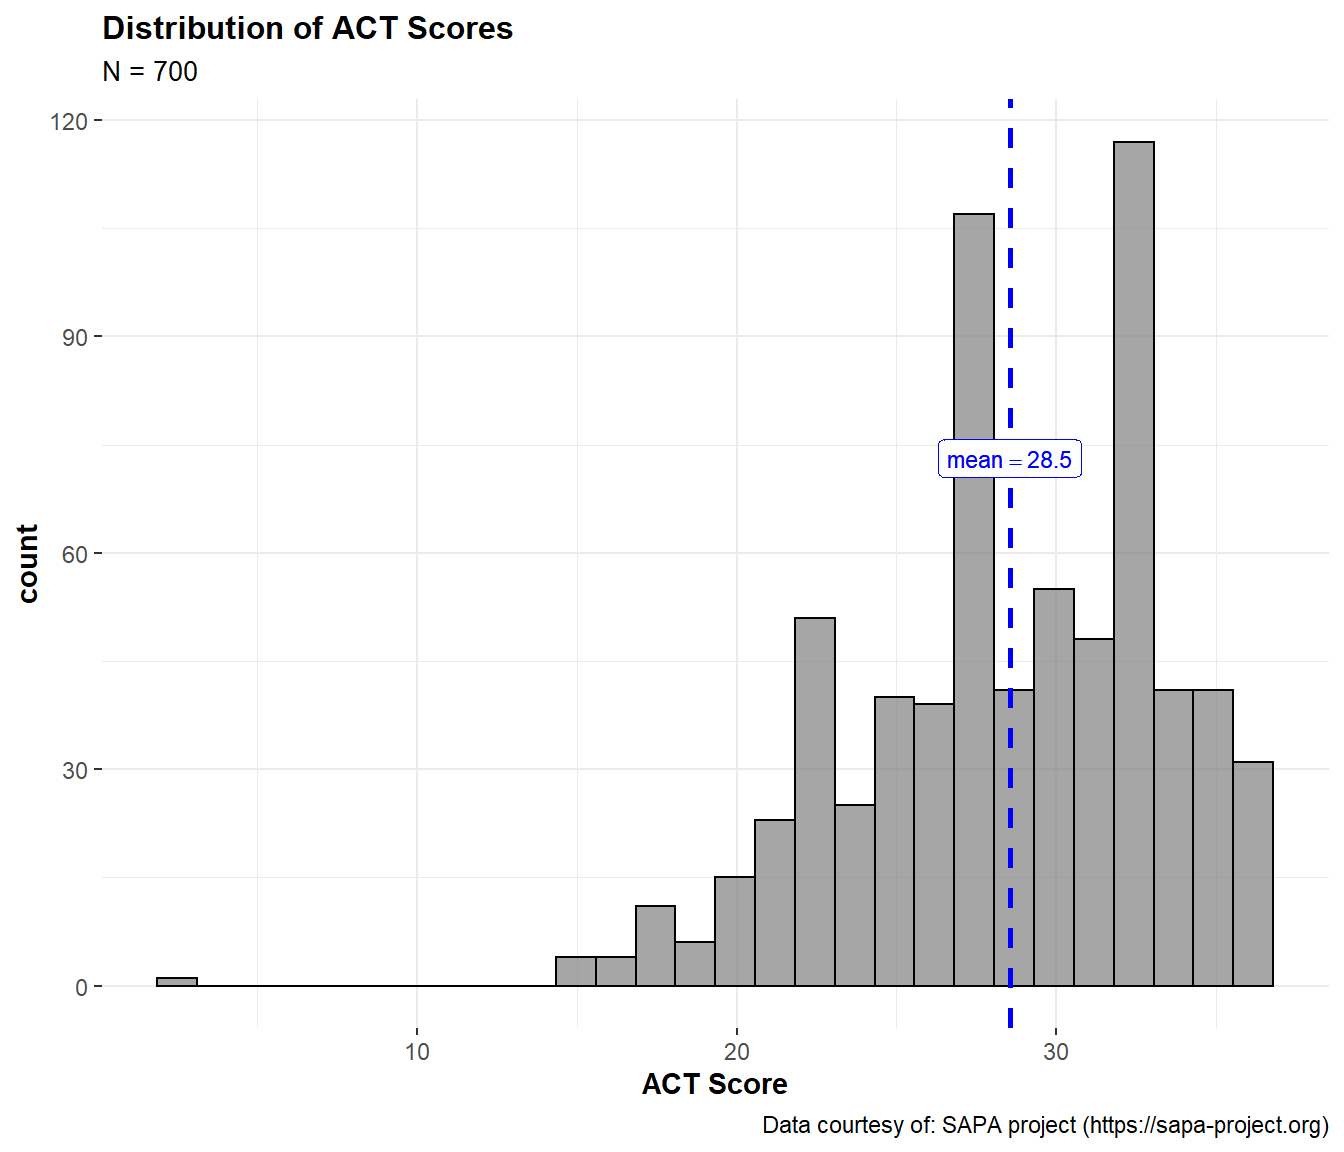 Distribution of ACT Scores
N = 700
120
90
60
30
0
count
mean = 28.5
10 20 30
ACT Score
Data courtesy of: SAPA project (https://sapa-project.org)